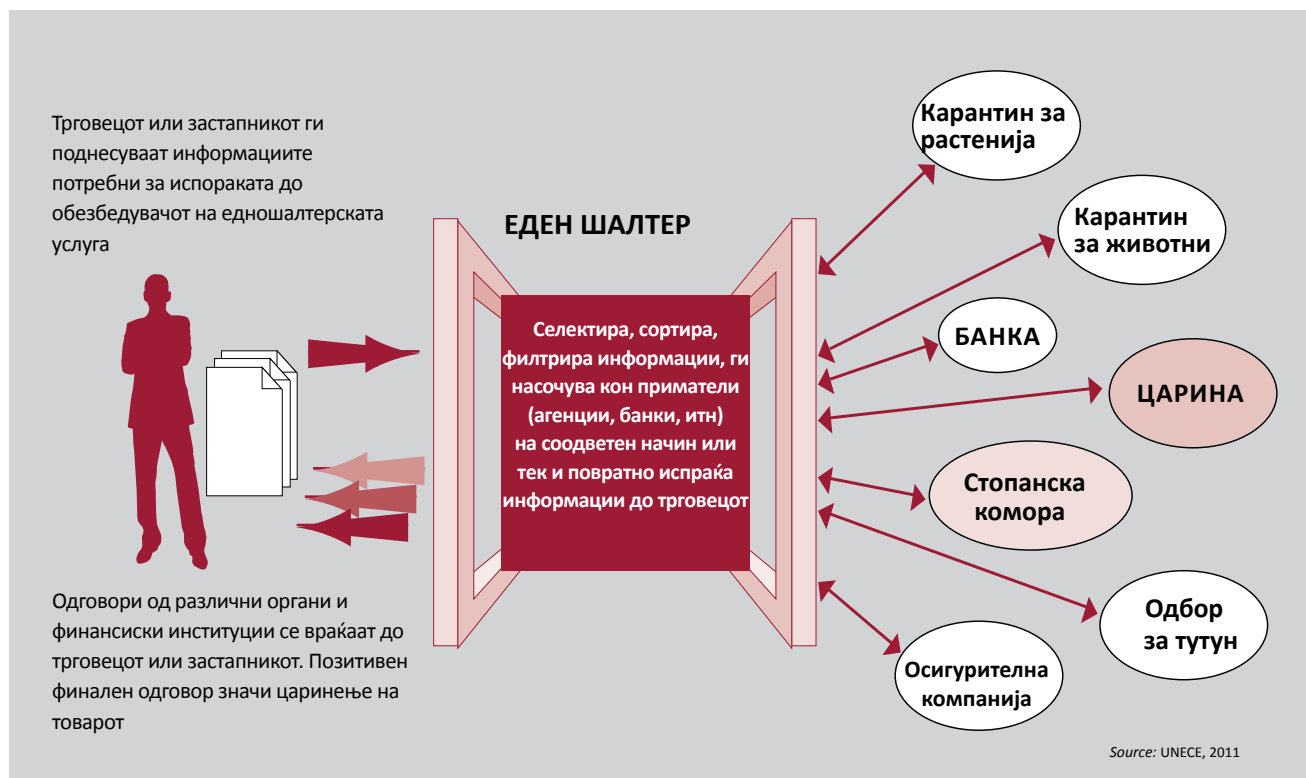 Трговецот или застапникот ги
поднесуваат информациите
потребни за испораката до
обезбедувачот на едношалтерската
услуга
ЕДЕН ШАЛТЕР
Селектира, сортира,
филтрира информации, ги
насочува кон приматели
(агенции, банки, итн)
на соодветен начин или
тек и повратно испраќа
информации до трговецот
Одговори од различни органи и
финансиски институции се враќаат до
трговецот или застапникот. Позитивен
финален одговор значи царинење на
товарот
Карантин за
растенија
Карантин
за животни
БАНКА
ЦАРИНА
Стопанска
комора
Одбор
за тутун
Осигурителна
компанија
Source: UNECE, 2011